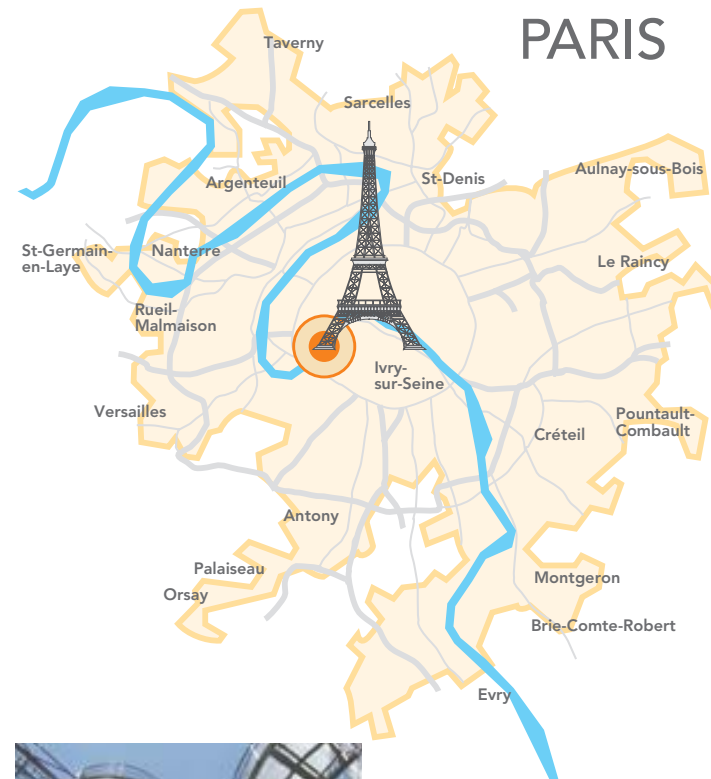 PARIS
Taverny
Sarcelles
Aulnay-sous-Bois
St-Denis
Argenteuil
St-Germain-
en-Laye
Nanterre
Le Raincy
Rueil-
Malmaison
Ivry-
sur-Seine
Versailles
Pountault-
Combault
Créteil
Antony
Palaiseau
Montgeron
Orsay
Brie-Comte-Robert
Evry